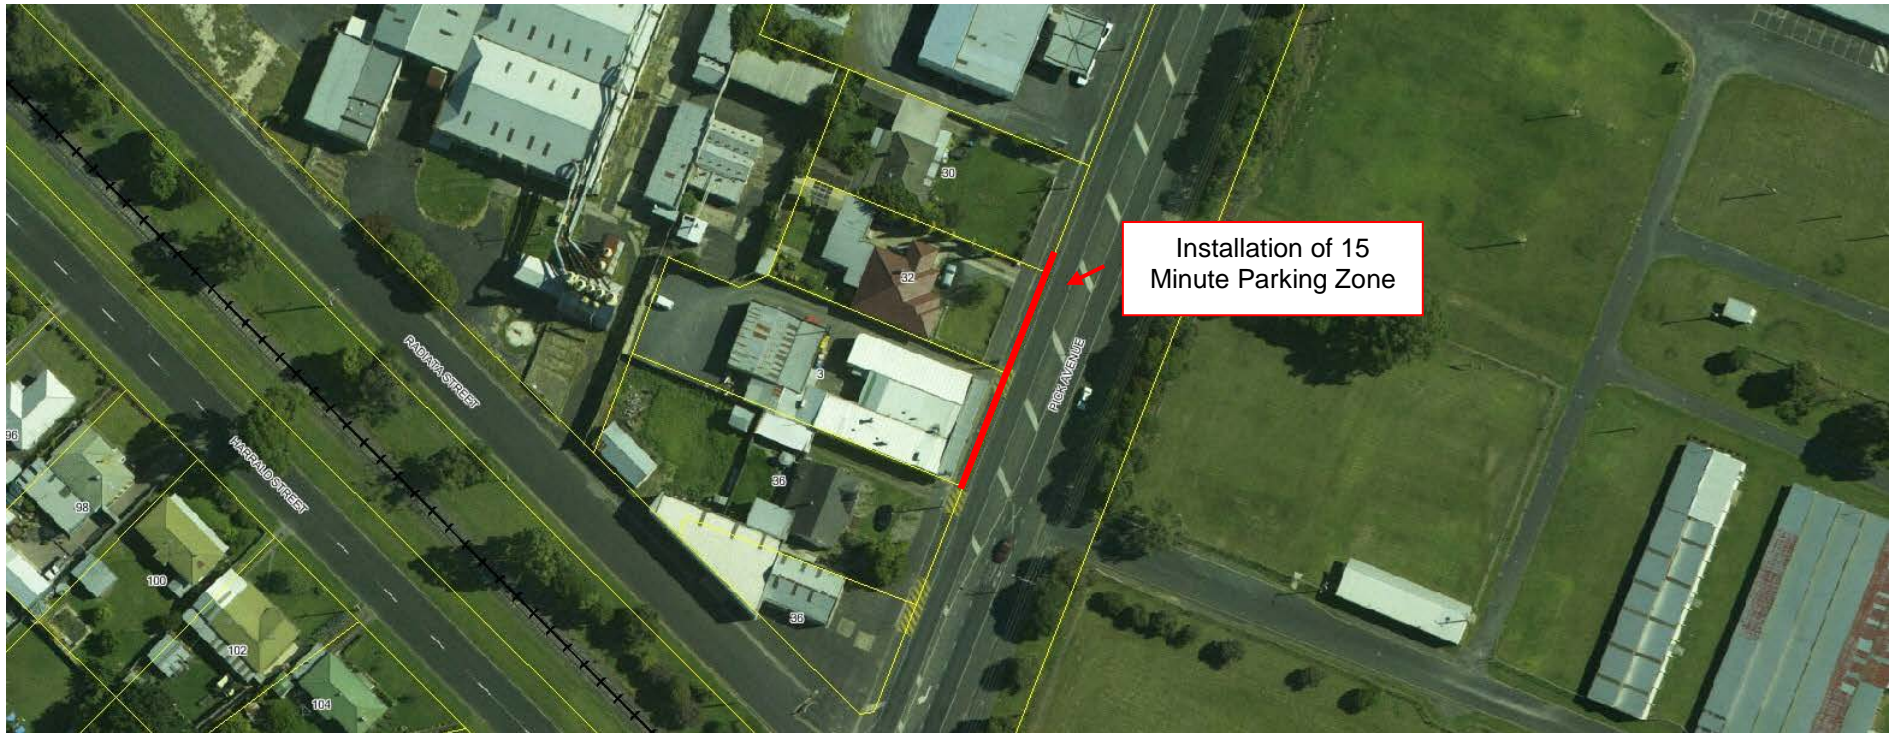 30
Installation of 15
Minute Parking Zone
32
RADIATA STREET
PICK AVENUE
3
96
HARRALD STREET
36
98
100
36
102
104